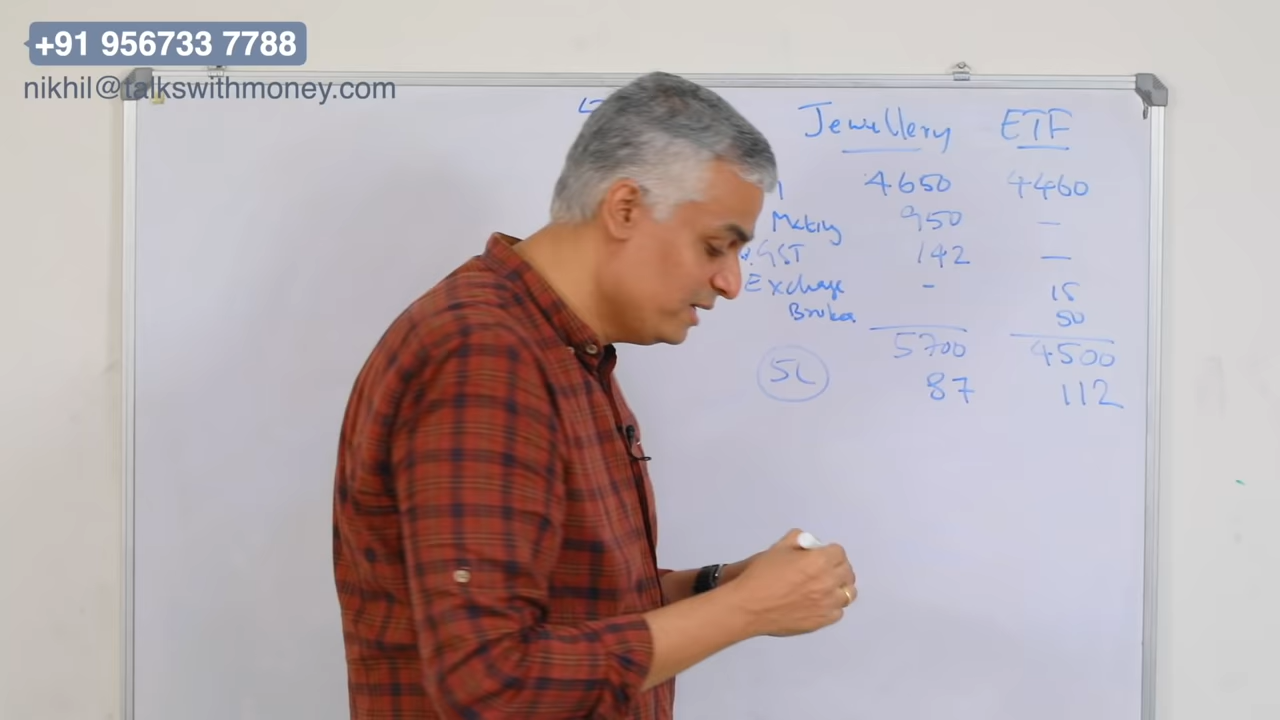 +91 956733 7788
nikhil@talkswithmoney.com
Jewellery ETF
4650 4460
Making 950 —
GST 142 —
Exchange - 15
Broker 50
5700 4500
5L 87 112